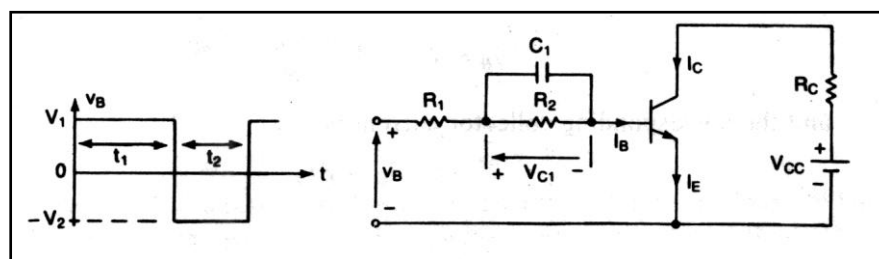 v_B
V_1
t_1
t_2
0
t
-V_2
C_1
R_1
R_2
+
v_B
-
+
V_C1
-
I_B
I_C
I_E
R_C
+
V_CC
-